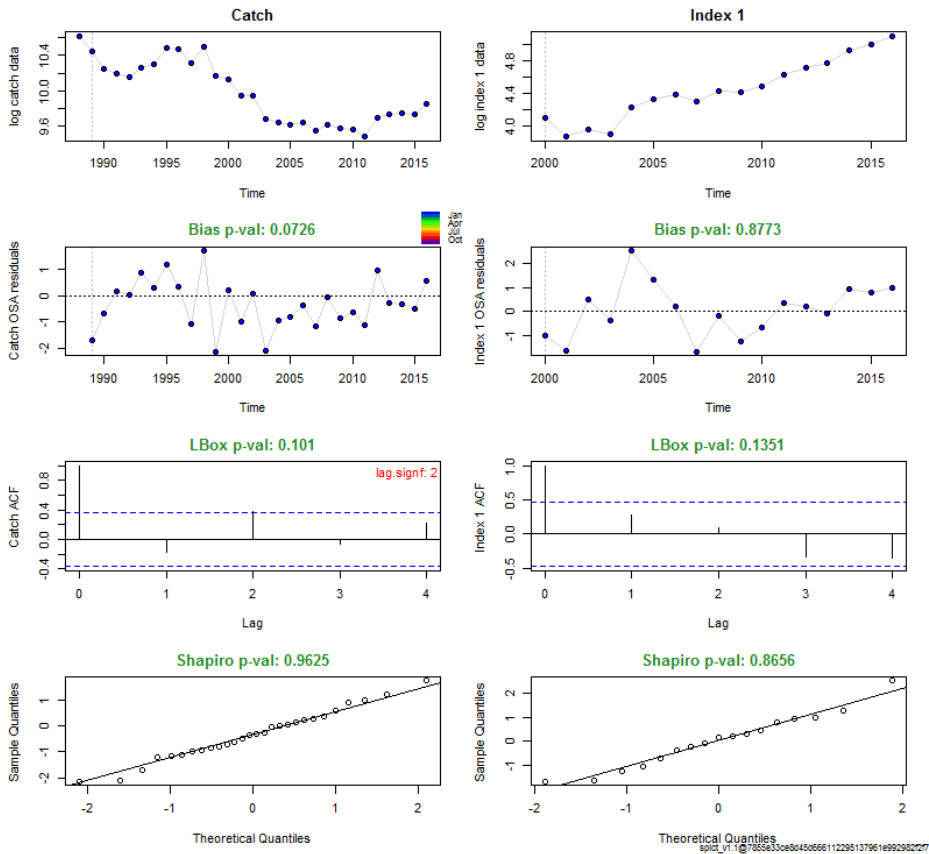 Catch
log catch data
9.6 10.0 10.4
1990 1995 2000 2005 2010 2015
Time
Index 1
log index 1 data
4.0 4.4 4.8
2000 2005 2010 2015
Time
Jan
Apr
Jul
Oct
Bias p-val: 0.0726
Catch OSA residuals
-2 -1 0 1
1990 1995 2000 2005 2010 2015
Time
Bias p-val: 0.8773
Index 1 OSA residuals
-1 0 1 2
2000 2005 2010 2015
Time
LBox p-val: 0.101
lag.signf: 2
Catch ACF
-0.4 0.0 0.4 0.8
0 1 2 3 4
Lag
LBox p-val: 0.1351
Index 1 ACF
-0.5 0.0 0.5 1.0
0 1 2 3 4
Lag
Shapiro p-val: 0.9625
Sample Quantiles
-2 -1 0 1
-2 -1 0 1 2
Theoretical Quantiles
Shapiro p-val: 0.8656
Sample Quantiles
-1 0 1 2
-2 -1 0 1 2
Theoretical Quantiles